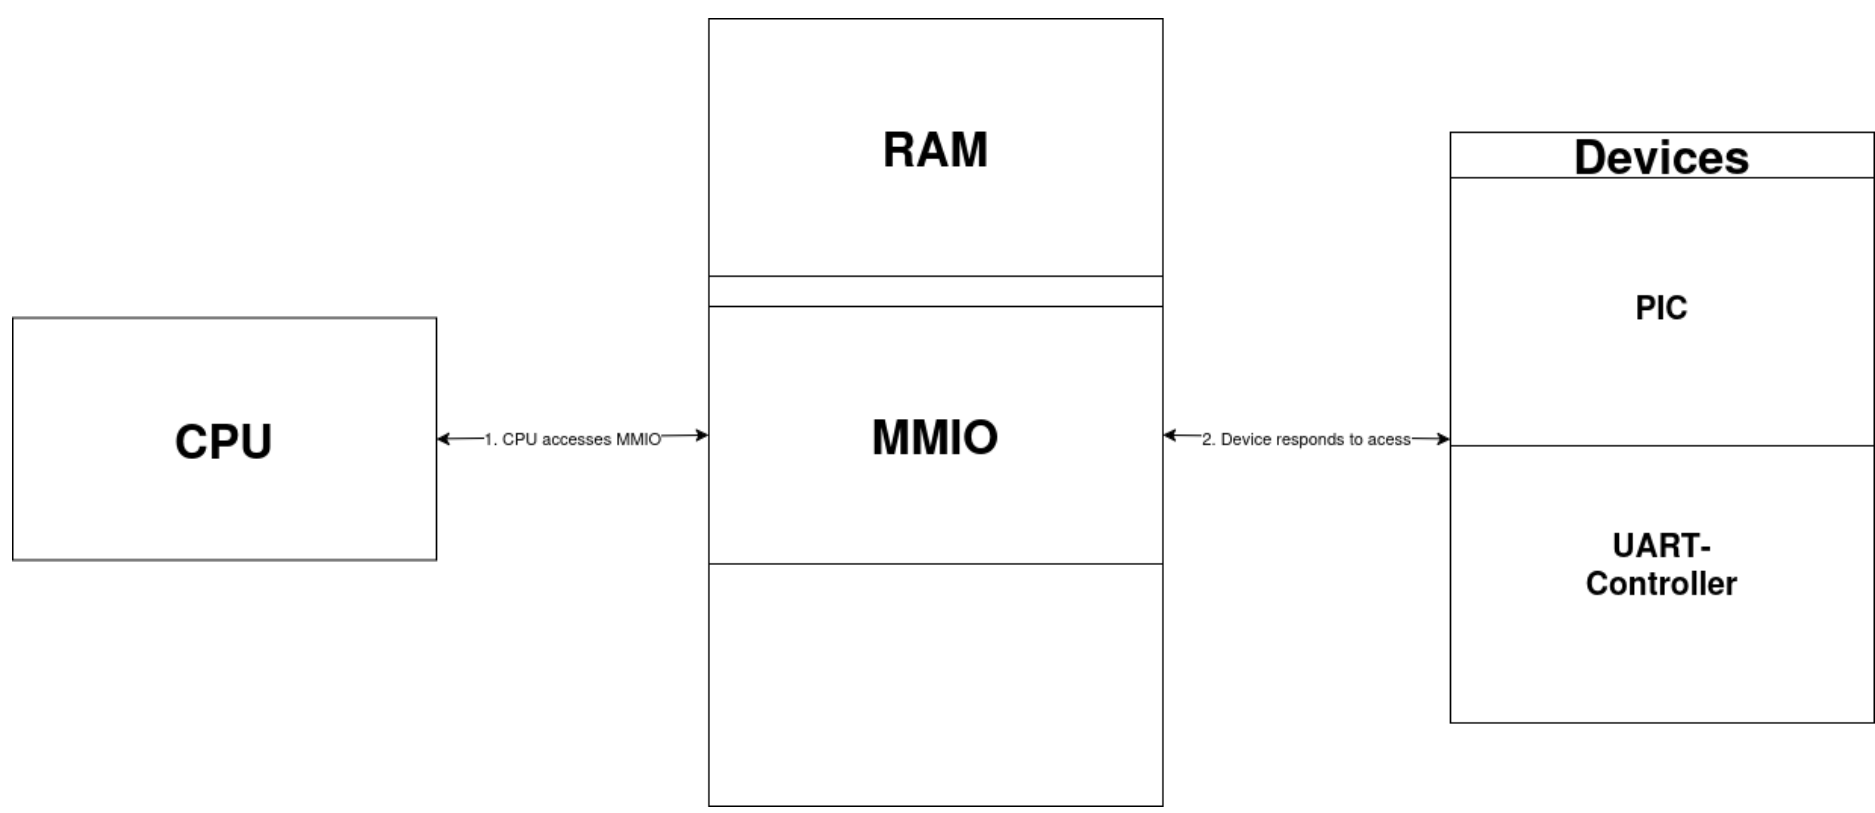 RAM
Devices
PIC
CPU
1. CPU accesses MMIO
MMIO
2. Device responds to acess
UART-
Controller